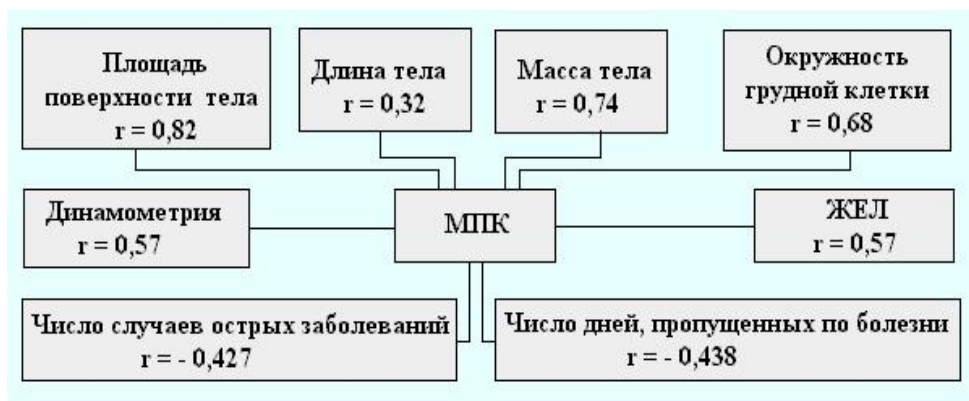 Площадь
поверхности тела
r = 0,82
Длина тела
r = 0,32
Масса тела
r = 0,74
Окружность
грудной клетки
r = 0,68
Динамометрия
r = 0,57
МПК
ЖЕЛ
r = 0,57
Число случаев острых заболеваний
r = - 0,427
Число дней, пропущенных по болезни
r = - 0,438